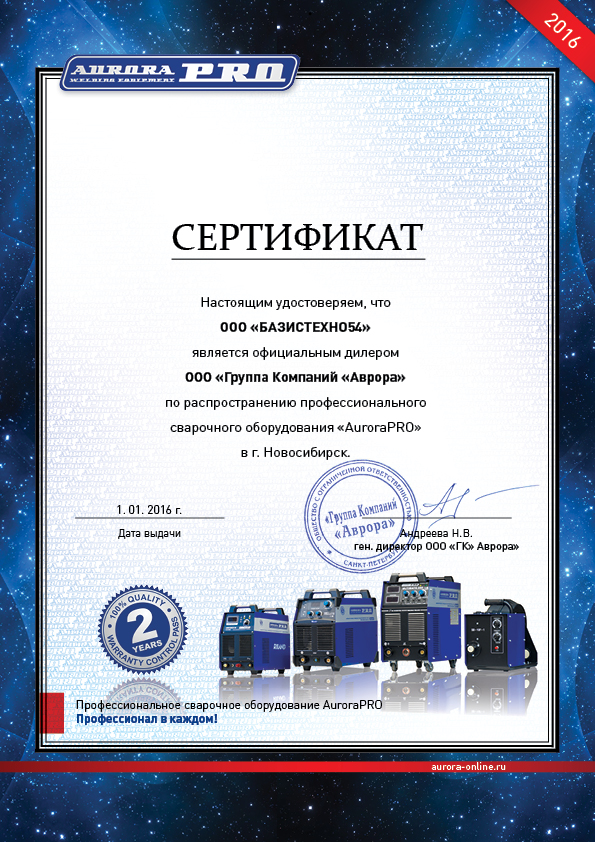 2016
AURORA PRO
WELDING EQUIPMENT
СЕРТИФИКАТ
Настоящим удостоверяем, что
ООО «БАЗИСТЕХНО54»
является официальным дилером
ООО «Группа Компаний «Аврора»
по распространению профессионального
сварочного оборудования «AuroraPRO»
в г. Новосибирск.
ОБЩЕСТВО С ОГРАНИЧЕННОЙ ОТВЕТСТВЕННОСТЬЮ
«Группа Компаний
«Аврора»
САНКТ-ПЕТЕРБУРГ
1. 01. 2016 г.
Дата выдачи
Андреева Н.В.
ген. директор ООО «ГК» Аврора»
100% QUALITY
2
YEARS
WARRANTY CONTROL PASS
Профессиональное сварочное оборудование AuroraPRO
Профессионал в каждом!
aurora-online.ru